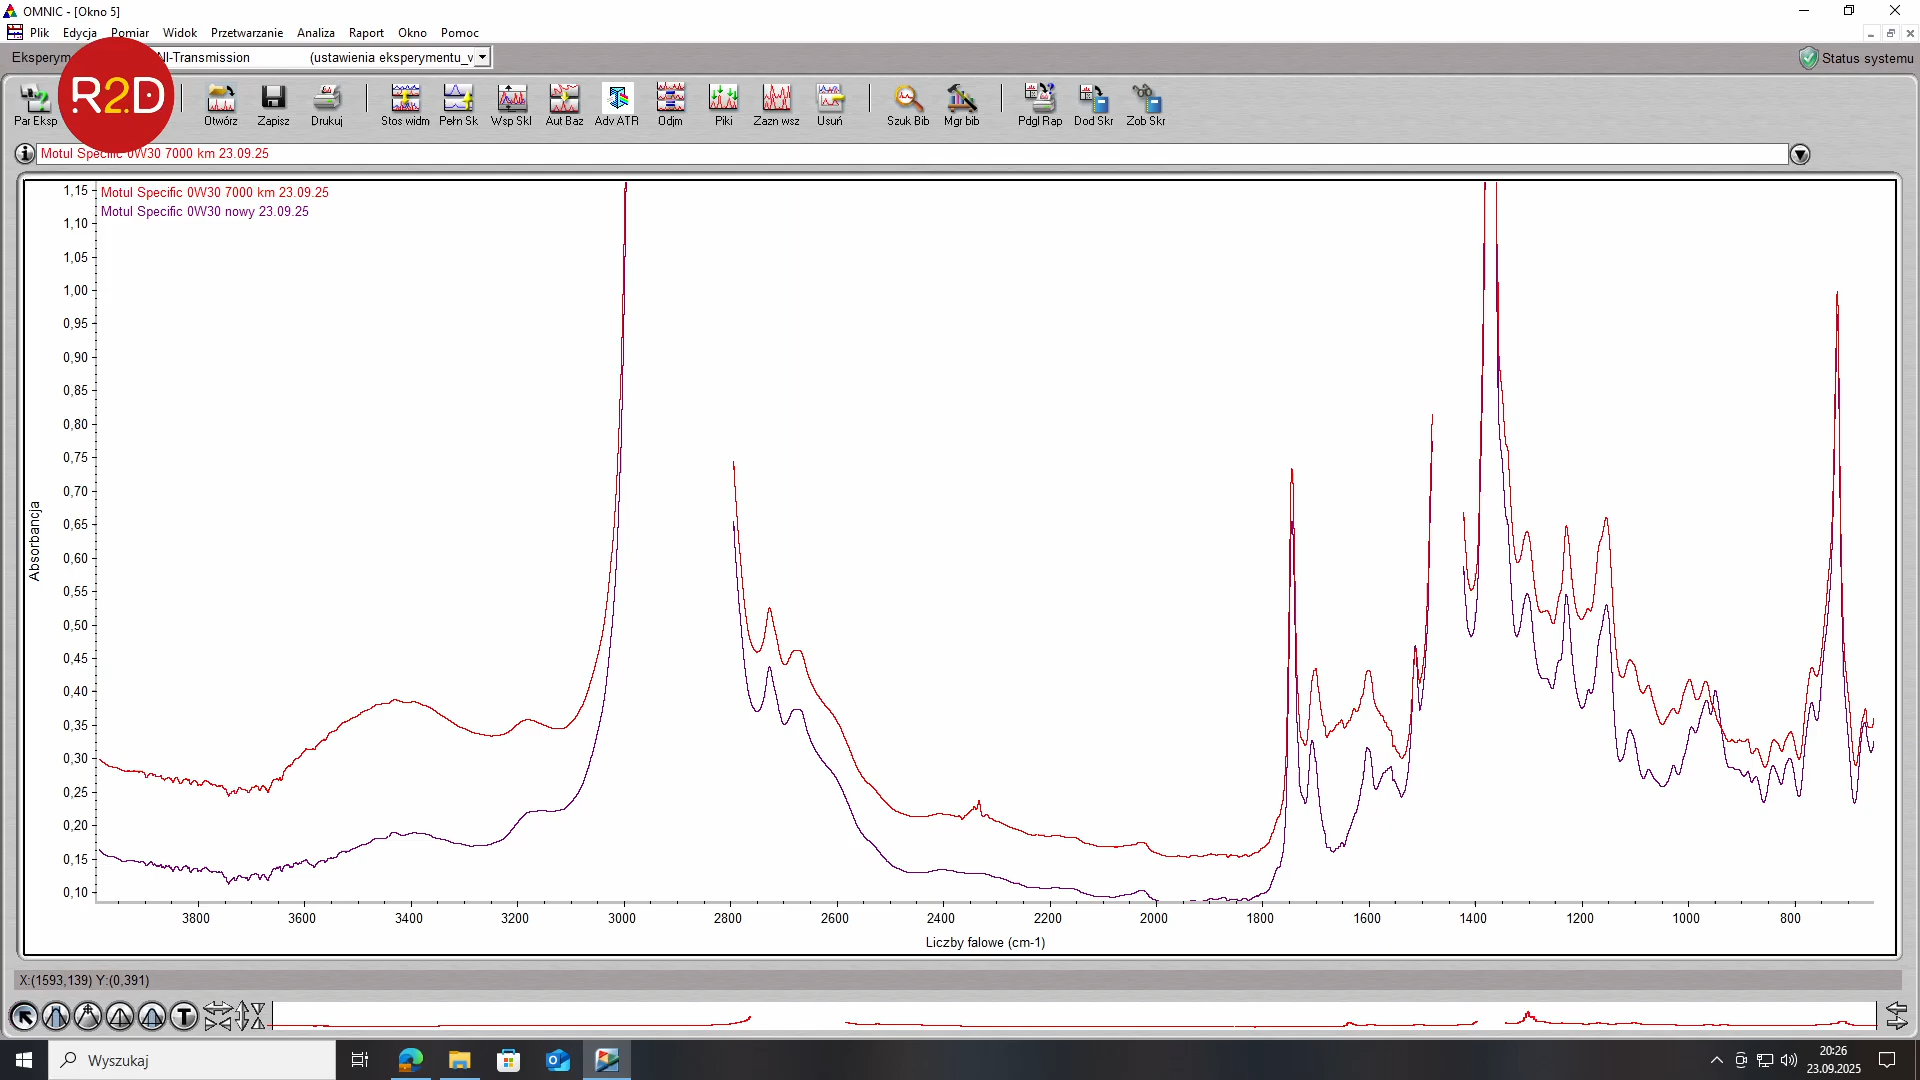 OMNIC - [Okno 5]
Plik Edycja Pomiar Widok Przetwarzanie Analiza Raport Okno Pomoc
(ustawienia eksperymentu_v
Status systemu
R2D
Par Eksp Otwórz Zapisz Drukuj Stos widm Pełn Sk Wsp Skl Aut Baz Adv ATR Odjm Piki Zazn wsz Usuń Szuk Bib Mgr bib Pdgl Rap Dod Skr Zob Skr
Motul Specific 0W30 7000 km 23.09.25
Motul Specific 0W30 7000 km 23.09.25
Motul Specific 0W30 nowy 23.09.25
1,15
1,10
1,05
1,00
0,95
0,90
0,85
0,80
0,75
0,70
0,65
0,60
0,55
0,50
0,45
0,40
0,35
0,30
0,25
0,20
0,15
0,10
Absorbancja
3800 3600 3400 3200 3000 2800 2600 2400 2200 2000 1800 1600 1400 1200 1000 800
Liczby falowe (cm-1)
X:(1593,139) Y:(0,391)
T
Wyszukaj
20:26
23.09.2025